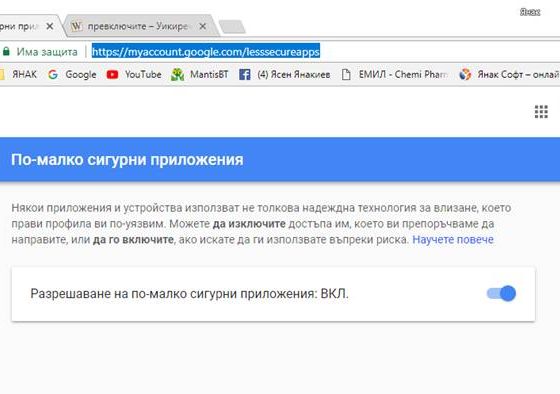 Янак
рни прил
превключите – Уикире
Има защита
https://myaccount.google.com/lesssecureapps
ЯНАК
Google
YouTube
MantisBT
(4) Ясен Янакиев
ЕМИЛ - Chemi Pharm
Янак Софт – онлай
По-малко сигурни приложения
Някои приложения и устройства използват не толкова надеждна технология за влизане, което
прави профила ви по-уязвим. Можете да изключите достъпа им, което ви препоръчваме да
направите, или да го включите, ако искате да ги използвате въпреки риска. Научете повече
Разрешаване на по-малко сигурни приложения: ВКЛ.